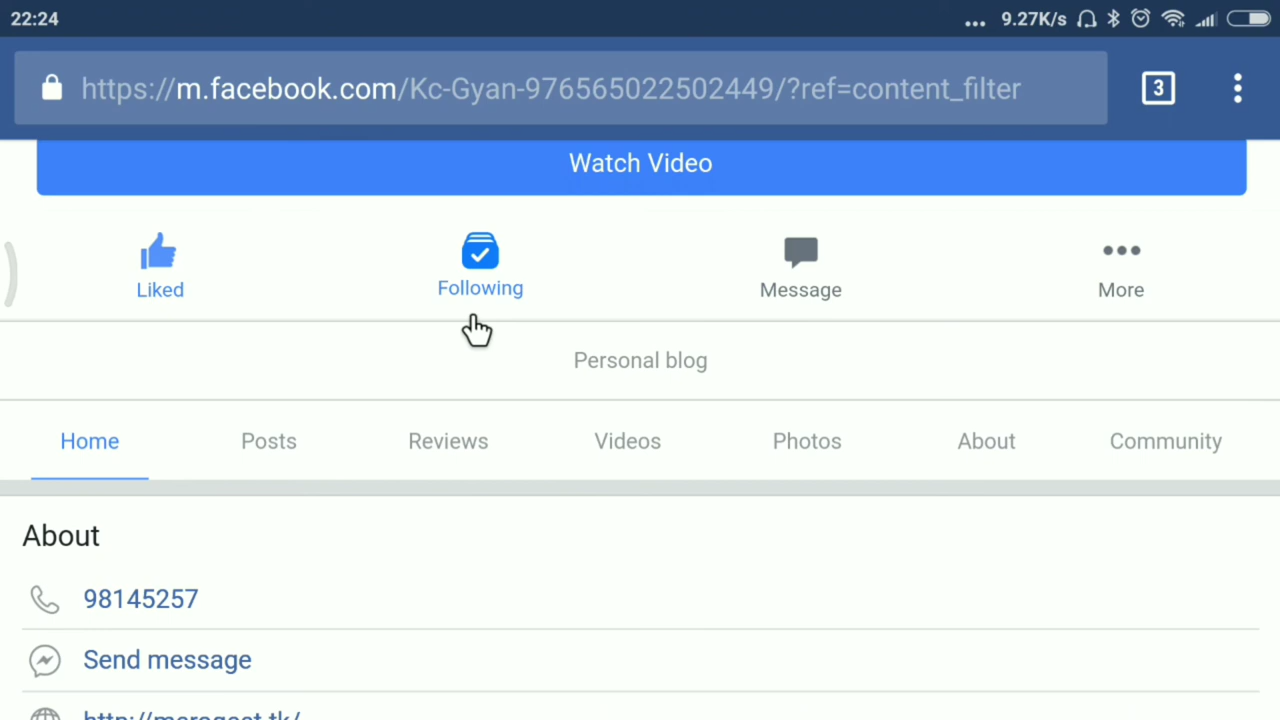 22:24
... 9.27K/s
https://m.facebook.com/Kc-Gyan-976565022502449/?ref=content_filter
3
Watch Video
Liked Following Message More
Personal blog
Home Posts Reviews Videos Photos About Community
About
98145257
Send message